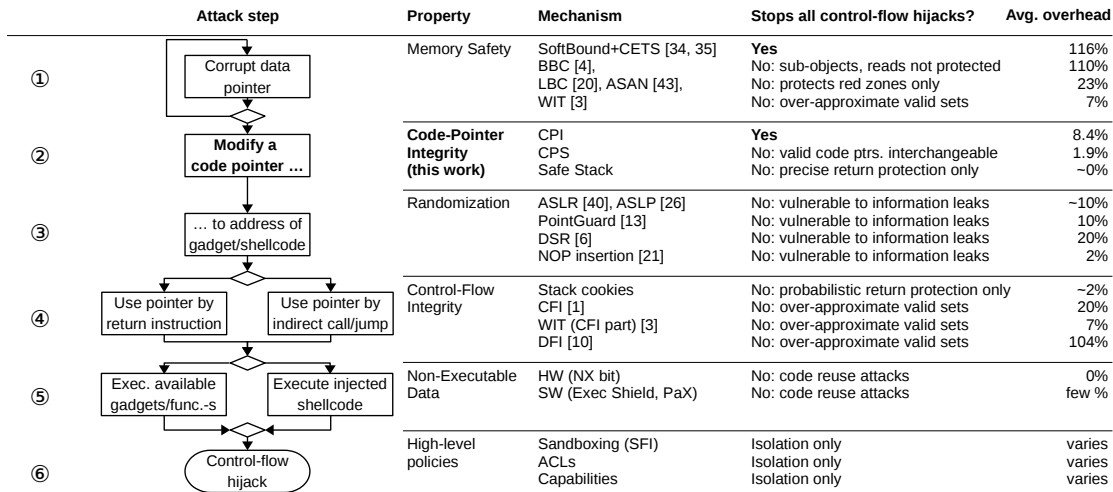 Attack step Property Mechanism Stops all control-flow hijacks? Avg. overhead
① Corrupt data pointer
Memory Safety SoftBound+CETS [34, 35] Yes 116%
BBC [4], No: sub-objects, reads not protected 110%
LBC [20], ASAN [43], No: protects red zones only 23%
WIT [3] No: over-approximate valid sets 7%
② Modify a code pointer …
Code-Pointer CPI Yes 8.4%
Integrity CPS No: valid code ptrs. interchangeable 1.9%
(this work) Safe Stack No: precise return protection only ~0%
③ … to address of gadget/shellcode
Randomization ASLR [40], ASLP [26] No: vulnerable to information leaks ~10%
PointGuard [13] No: vulnerable to information leaks 10%
DSR [6] No: vulnerable to information leaks 20%
NOP insertion [21] No: vulnerable to information leaks 2%
④ Use pointer by return instruction
Use pointer by indirect call/jump
Control-Flow Stack cookies No: probabilistic return protection only ~2%
Integrity CFI [1] No: over-approximate valid sets 20%
WIT (CFI part) [3] No: over-approximate valid sets 7%
DFI [10] No: over-approximate valid sets 104%
⑤ Exec. available gadgets/func.-s
Execute injected shellcode
Non-Executable HW (NX bit) No: code reuse attacks 0%
Data SW (Exec Shield, PaX) No: code reuse attacks few %
⑥ Control-flow hijack
High-level Sandboxing (SFI) Isolation only varies
policies ACLs Isolation only varies
Capabilities Isolation only varies